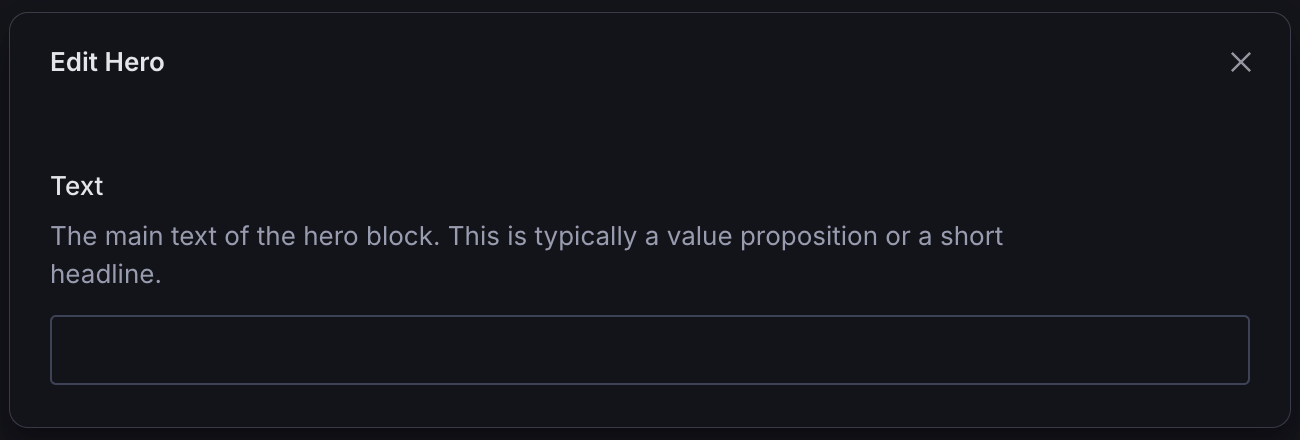 Edit Hero
Text
The main text of the hero block. This is typically a value proposition or a short
headline.